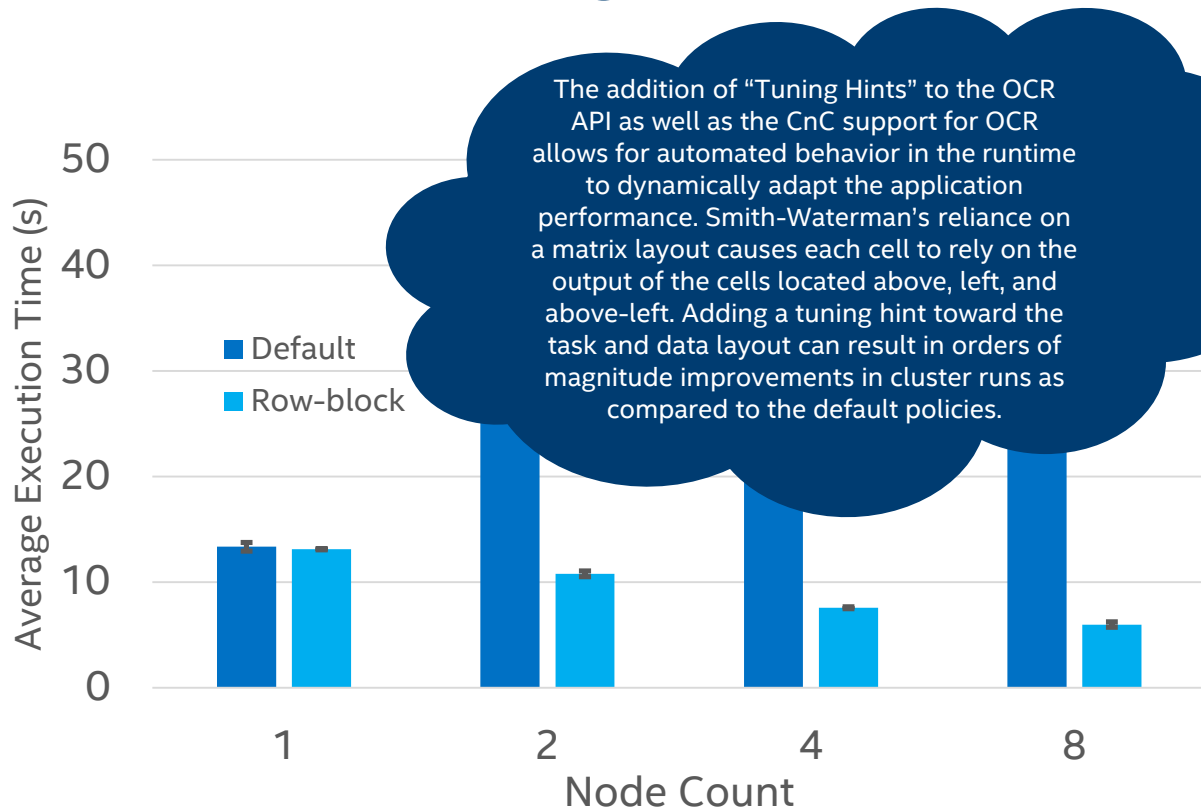 The addition of “Tuning Hints” to the OCR
API as well as the CnC support for OCR
allows for automated behavior in the runtime
to dynamically adapt the application
performance. Smith-Waterman’s reliance on
a matrix layout causes each cell to rely on the
output of the cells located above, left, and
above-left. Adding a tuning hint toward the
task and data layout can result in orders of
magnitude improvements in cluster runs as
compared to the default policies.
Average Execution Time (s)
50
40
30
20
10
0
Default
Row-block
1 2 4 8
Node Count